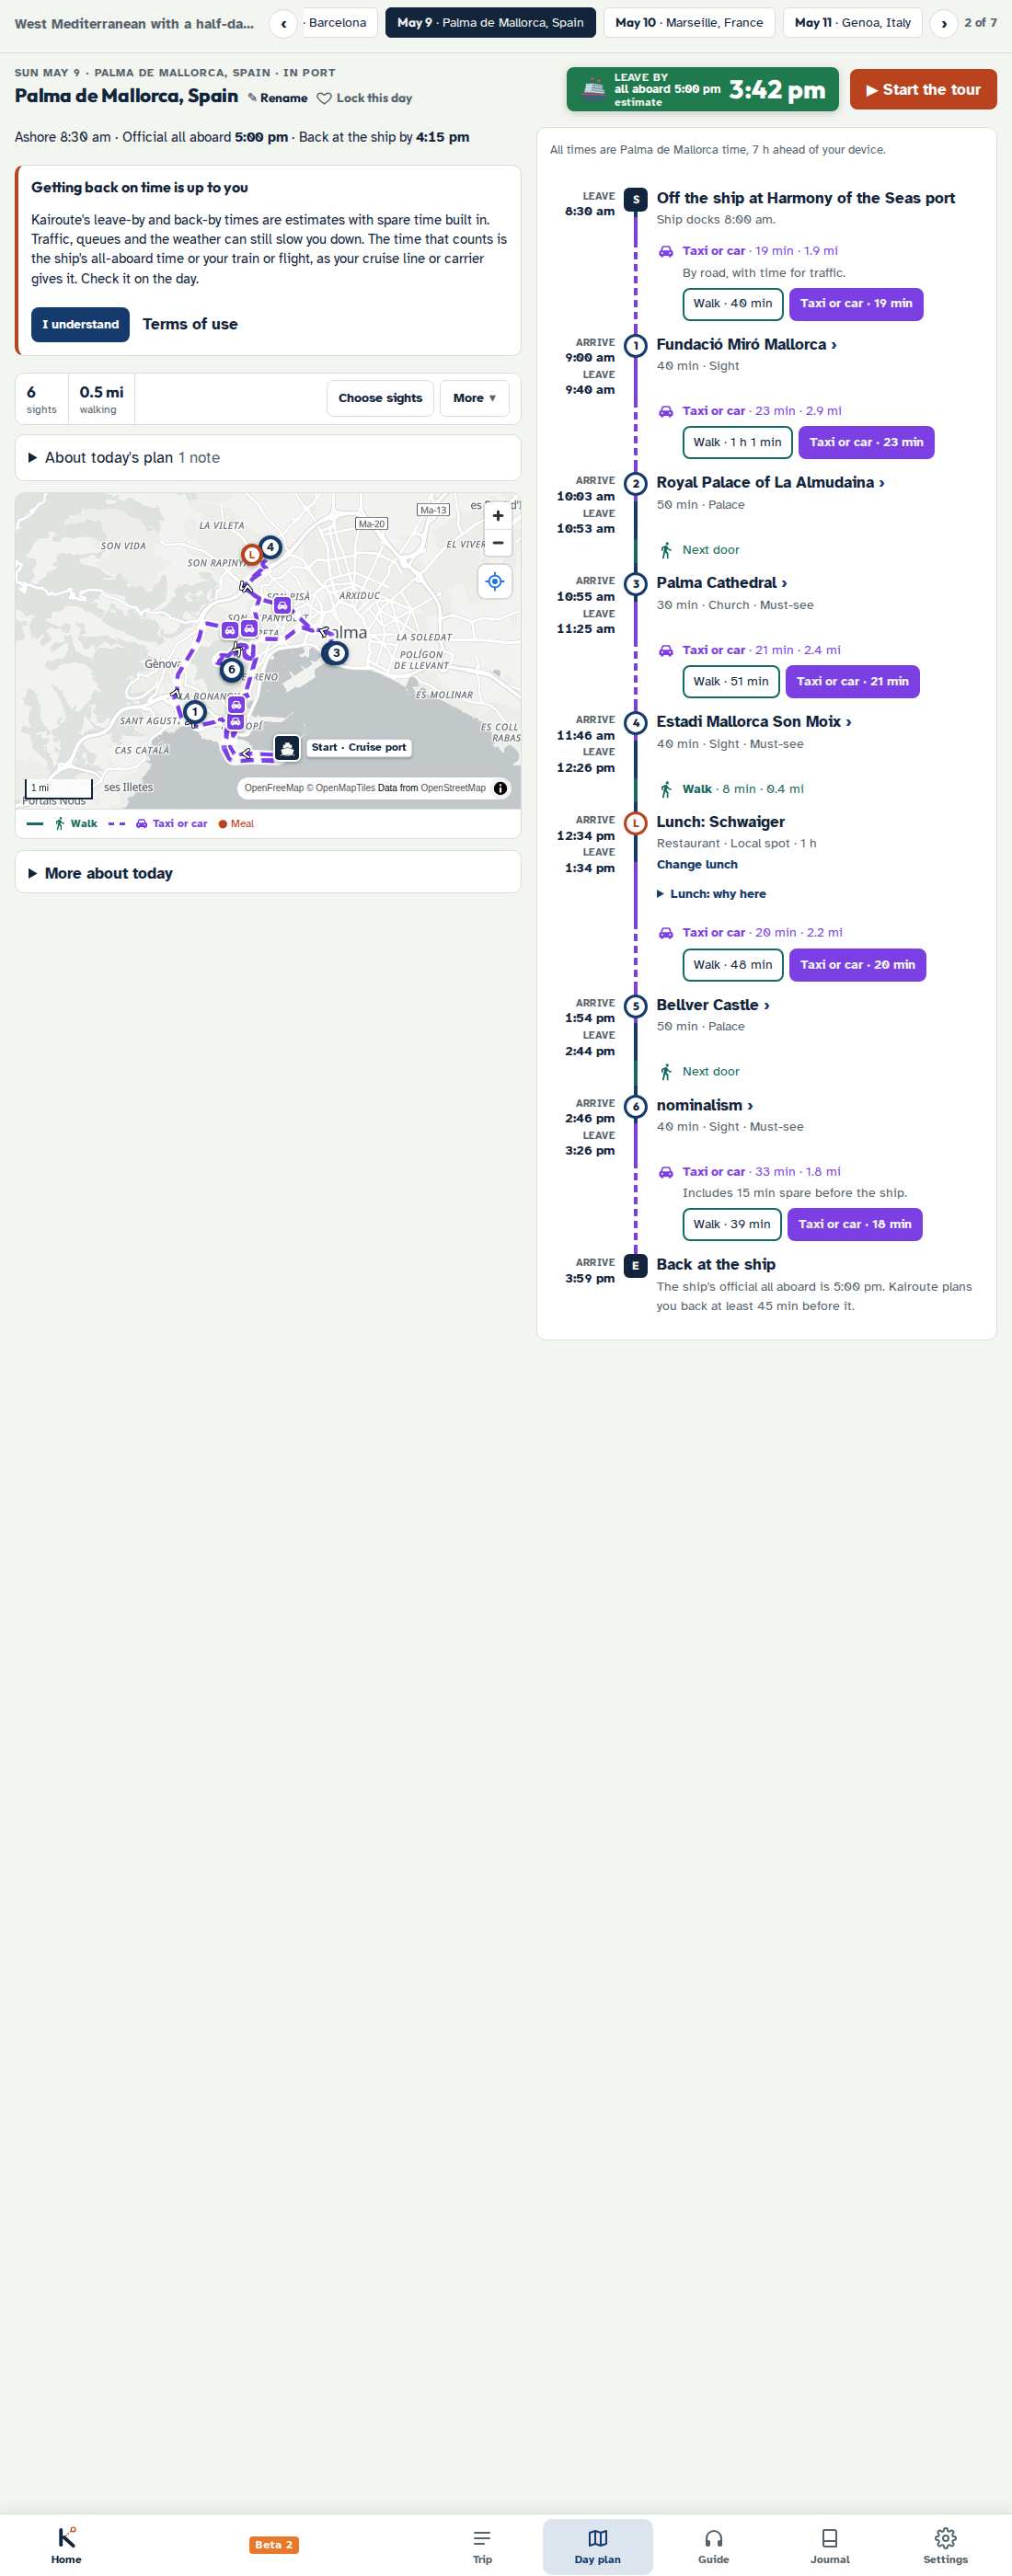 West Mediterranean with a half-da...
‹
· Barcelona
May 9 · Palma de Mallorca, Spain
May 10 · Marseille, France
May 11 · Genoa, Italy
›
2 of 7
SUN MAY 9 · PALMA DE MALLORCA, SPAIN · IN PORT
Palma de Mallorca, Spain
✎ Rename
Lock this day
LEAVE BY
all aboard 5:00 pm
estimate
3:42 pm
▶ Start the tour
Ashore 8:30 am · Official all aboard 5:00 pm · Back at the ship by 4:15 pm
Getting back on time is up to you
Kairoute's leave-by and back-by times are estimates with spare time built in.
Traffic, queues and the weather can still slow you down. The time that counts is
the ship's all-aboard time or your train or flight, as your cruise line or carrier
gives it. Check it on the day.
I understand
Terms of use
6
sights
0.5 mi
walking
Choose sights
More ▼
▶ About today's plan 1 note
LA VILETA
SON VIDA
Ma-20
Ma-13
SON RAPINY
EL VIVER
ARXIDUC
LA SOLEDAT
POLÍGON
DE LLEVANT
Gènova
LA BONANO
ES MOLINAR
SANT AGUST
CAS CATALÀ
ES COLL
RABAS
ses Illetes
Portals Nous
L
4
3
6
1
Start · Cruise port
+
−
1 mi
OpenFreeMap © OpenMapTiles Data from OpenStreetMap
Walk
Taxi or car
Meal
▶ More about today
All times are Palma de Mallorca time, 7 h ahead of your device.
LEAVE
8:30 am
S
Off the ship at Harmony of the Seas port
Ship docks 8:00 am.
Taxi or car · 19 min · 1.9 mi
By road, with time for traffic.
Walk · 40 min
Taxi or car · 19 min
ARRIVE
9:00 am
LEAVE
9:40 am
1
Fundació Miró Mallorca ›
40 min · Sight
Taxi or car · 23 min · 2.9 mi
Walk · 1 h 1 min
Taxi or car · 23 min
ARRIVE
10:03 am
LEAVE
10:53 am
2
Royal Palace of La Almudaina ›
50 min · Palace
Next door
ARRIVE
10:55 am
LEAVE
11:25 am
3
Palma Cathedral ›
30 min · Church · Must-see
Taxi or car · 21 min · 2.4 mi
Walk · 51 min
Taxi or car · 21 min
ARRIVE
11:46 am
LEAVE
12:26 pm
4
Estadi Mallorca Son Moix ›
40 min · Sight · Must-see
Walk · 8 min · 0.4 mi
ARRIVE
12:34 pm
LEAVE
1:34 pm
L
Lunch: Schwaiger
Restaurant · Local spot · 1 h
Change lunch
▶ Lunch: why here
Taxi or car · 20 min · 2.2 mi
Walk · 48 min
Taxi or car · 20 min
ARRIVE
1:54 pm
LEAVE
2:44 pm
5
Bellver Castle ›
50 min · Palace
Next door
ARRIVE
2:46 pm
LEAVE
3:26 pm
6
nominalism ›
40 min · Sight · Must-see
Taxi or car · 33 min · 1.8 mi
Includes 15 min spare before the ship.
Walk · 39 min
Taxi or car · 18 min
ARRIVE
3:59 pm
E
Back at the ship
The ship's official all aboard is 5:00 pm. Kairoute plans
you back at least 45 min before it.
Home
Beta 2
Trip
Day plan
Guide
Journal
Settings